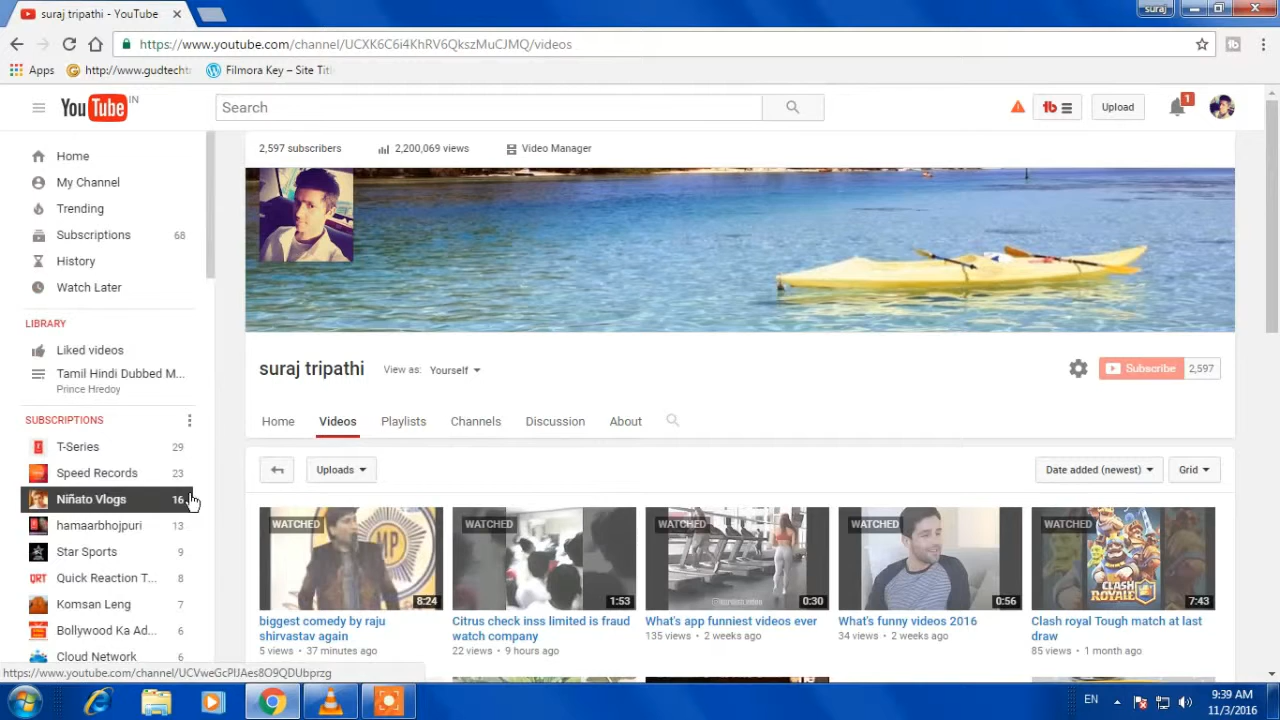 suraj tripathi - YouTube
suraj
https://www.youtube.com/channel/UCXK6C6i4KhRV6QkszMuCJMQ/videos
Apps
http://www.gudtecht
Filmora Key – Site Titl
YouTube IN
Search
Upload
1
Home
My Channel
Trending
Subscriptions 68
History
Watch Later
LIBRARY
Liked videos
Tamil Hindi Dubbed M...
Prince Hredoy
SUBSCRIPTIONS
T-Series 29
Speed Records 23
Niñato Vlogs 16
hamaarbhojpuri 13
Star Sports 9
Quick Reaction T... 8
Komsan Leng 7
Bollywood Ka Ad... 6
Cloud Network 6
2,597 subscribers
2,200,069 views
Video Manager
suraj tripathi
View as: Yourself
Subscribe 2,597
Home
Videos
Playlists
Channels
Discussion
About
Uploads
Date added (newest)
Grid
WATCHED
8:24
biggest comedy by raju
shirvastav again
5 views • 37 minutes ago
WATCHED
1:53
Citrus check inss limited is fraud
watch company
22 views • 9 hours ago
WATCHED
0:30
What's app funniest videos ever
135 views • 2 weeks ago
WATCHED
0:56
What's funny videos 2016
34 views • 2 weeks ago
WATCHED
CLASH
ROYALE
7:43
Clash royal Tough match at last
draw
85 views • 1 month ago
https://www.youtube.com/channel/UCVweGcPlJAes8O9QDUbprzg
EN
9:39 AM
11/3/2016